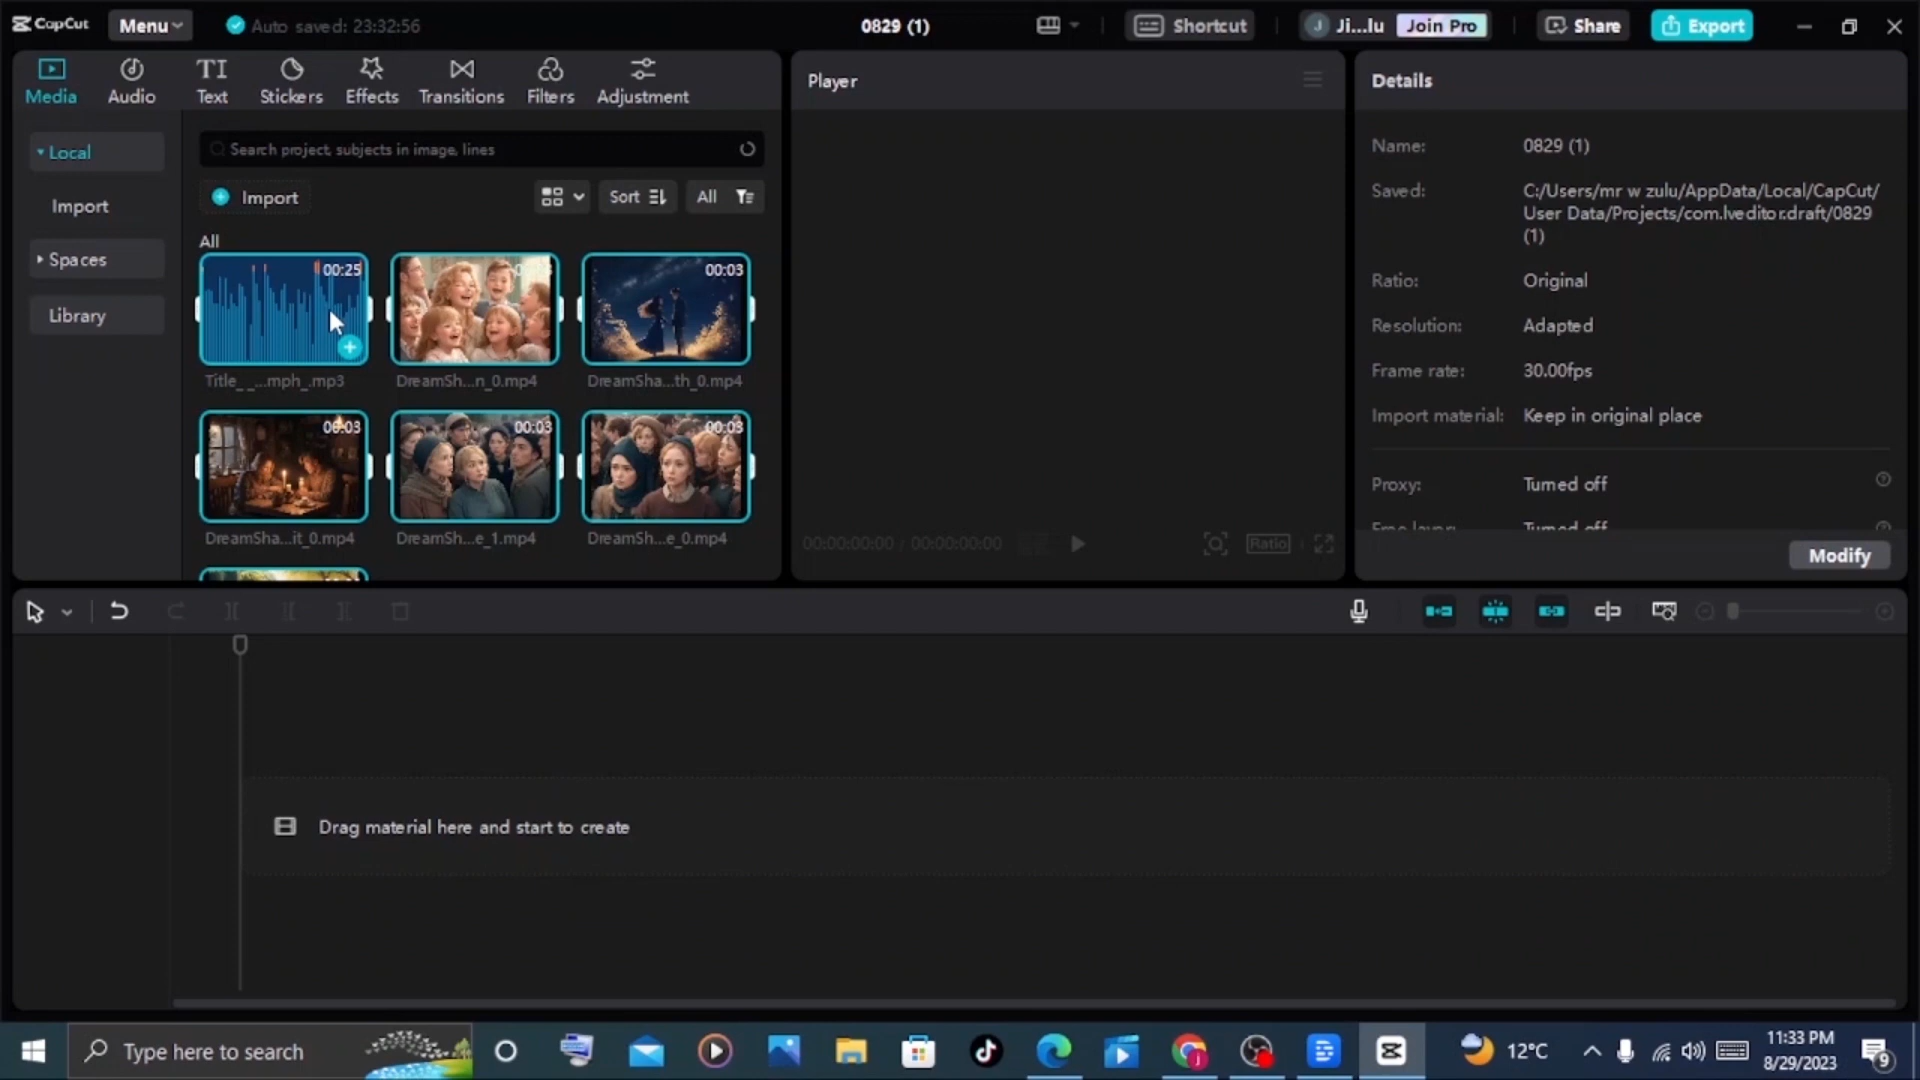 CapCut
Menu
Auto saved: 23:32:56
0829 (1)
Shortcut
Ji...lu
Join Pro
Share
Export
Media
Audio
Text
Stickers
Effects
Transitions
Filters
Adjustment
Player
Details
Local
Import
Spaces
Library
Search project, subjects in image, lines
Import
Sort
All
All
00:25
00:03
Title_ _...mph_.mp3
DreamSh...n_0.mp4
DreamSha...th_0.mp4
00:03
00:03
00:03
DreamSha...it_0.mp4
DreamSh...e_1.mp4
DreamSh...e_0.mp4
00:00:00:00 / 00:00:00:00
Ratio
Name: 0829 (1)
Saved: C:/Users/mr w zulu/AppData/Local/CapCut/
User Data/Projects/com.lveditor.draft/0829
(1)
Ratio: Original
Resolution: Adapted
Frame rate: 30.00fps
Import material: Keep in original place
Proxy: Turned off
Free layer: Turned off
Modify
Drag material here and start to create
Type here to search
12°C
11:33 PM
8/29/2023
9